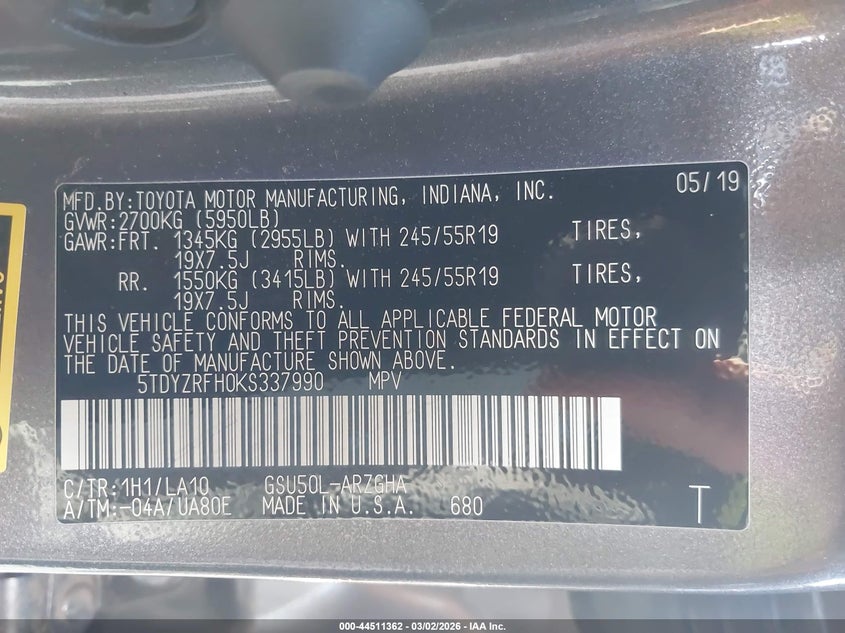 MFD.BY:TOYOTA MOTOR MANUFACTURING, INDIANA, INC. 05/19
GVWR:2700KG (5950LB)
GAWR:FRT. 1345KG (2955LB) WITH 245/55R19 TIRES,
19X7.5J RIMS.
RR. 1550KG (3415LB) WITH 245/55R19 TIRES,
19X7.5J RIMS.
THIS VEHICLE CONFORMS TO ALL APPLICABLE FEDERAL MOTOR
VEHICLE SAFETY AND THEFT PREVENTION STANDARDS IN EFFECT ON
THE DATE OF MANUFACTURE SHOWN ABOVE.
5TDYZRFH0KS337990 MPV
C/TR:1H1/LA10 GSU50L-ARZGHA
A/TM:-04A/UA80E MADE IN U.S.A. 680 T
000-44511362 - 03/02/2026 - IAA Inc.